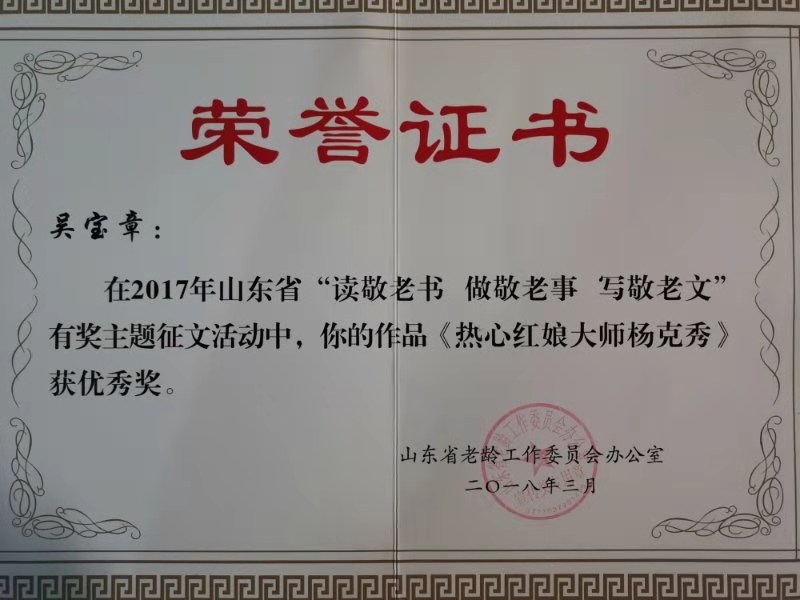 荣誉证书
吴宝章：
在2017年山东省“读敬老书 做敬老事 写敬老文”
有奖主题征文活动中，你的作品《热心红娘大师杨克秀》
获优秀奖。
山东省老龄工作委员会办公室
二〇一八年三月